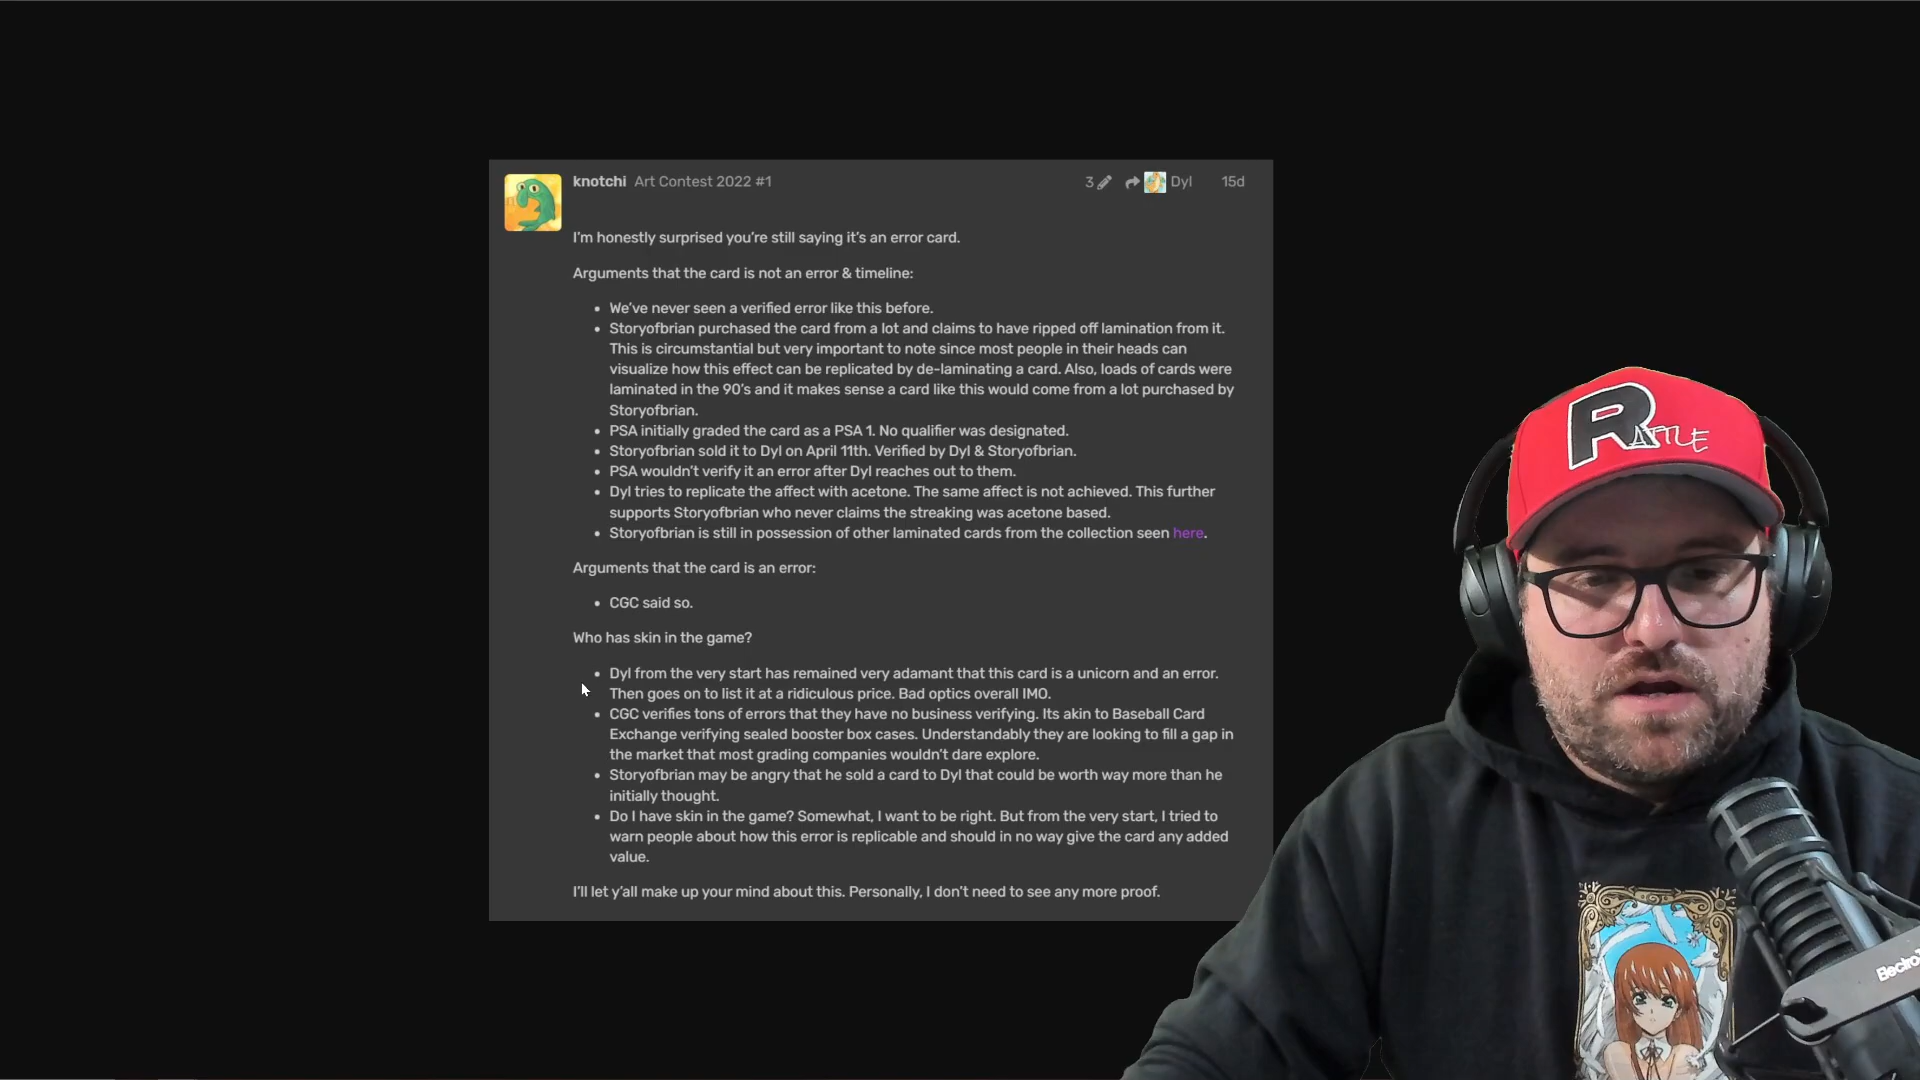 knotchi Art Contest 2022 #1 3 Dyl 15d
I'm honestly surprised you're still saying it's an error card.
Arguments that the card is not an error & timeline:
• We've never seen a verified error like this before.
• Storyofbrian purchased the card from a lot and claims to have ripped off lamination from it.
This is circumstantial but very important to note since most people in their heads can
visualize how this effect can be replicated by de-laminating a card. Also, loads of cards were
laminated in the 90's and it makes sense a card like this would come from a lot purchased by
Storyofbrian.
• PSA initially graded the card as a PSA 1. No qualifier was designated.
• Storyofbrian sold it to Dyl on April 11th. Verified by Dyl & Storyofbrian.
• PSA wouldn't verify it an error after Dyl reaches out to them.
• Dyl tries to replicate the affect with acetone. The same affect is not achieved. This further
supports Storyofbrian who never claims the streaking was acetone based.
• Storyofbrian is still in possession of other laminated cards from the collection seen here.
Arguments that the card is an error:
• CGC said so.
Who has skin in the game?
• Dyl from the very start has remained very adamant that this card is a unicorn and an error.
Then goes on to list it at a ridiculous price. Bad optics overall IMO.
• CGC verifies tons of errors that they have no business verifying. Its akin to Baseball Card
Exchange verifying sealed booster box cases. Understandably they are looking to fill a gap in
the market that most grading companies wouldn't dare explore.
• Storyofbrian may be angry that he sold a card to Dyl that could be worth way more than he
initially thought.
• Do I have skin in the game? Somewhat, I want to be right. But from the very start, I tried to
warn people about how this error is replicable and should in no way give the card any added
value.
I'll let y'all make up your mind about this. Personally, I don't need to see any more proof.
RATTLE